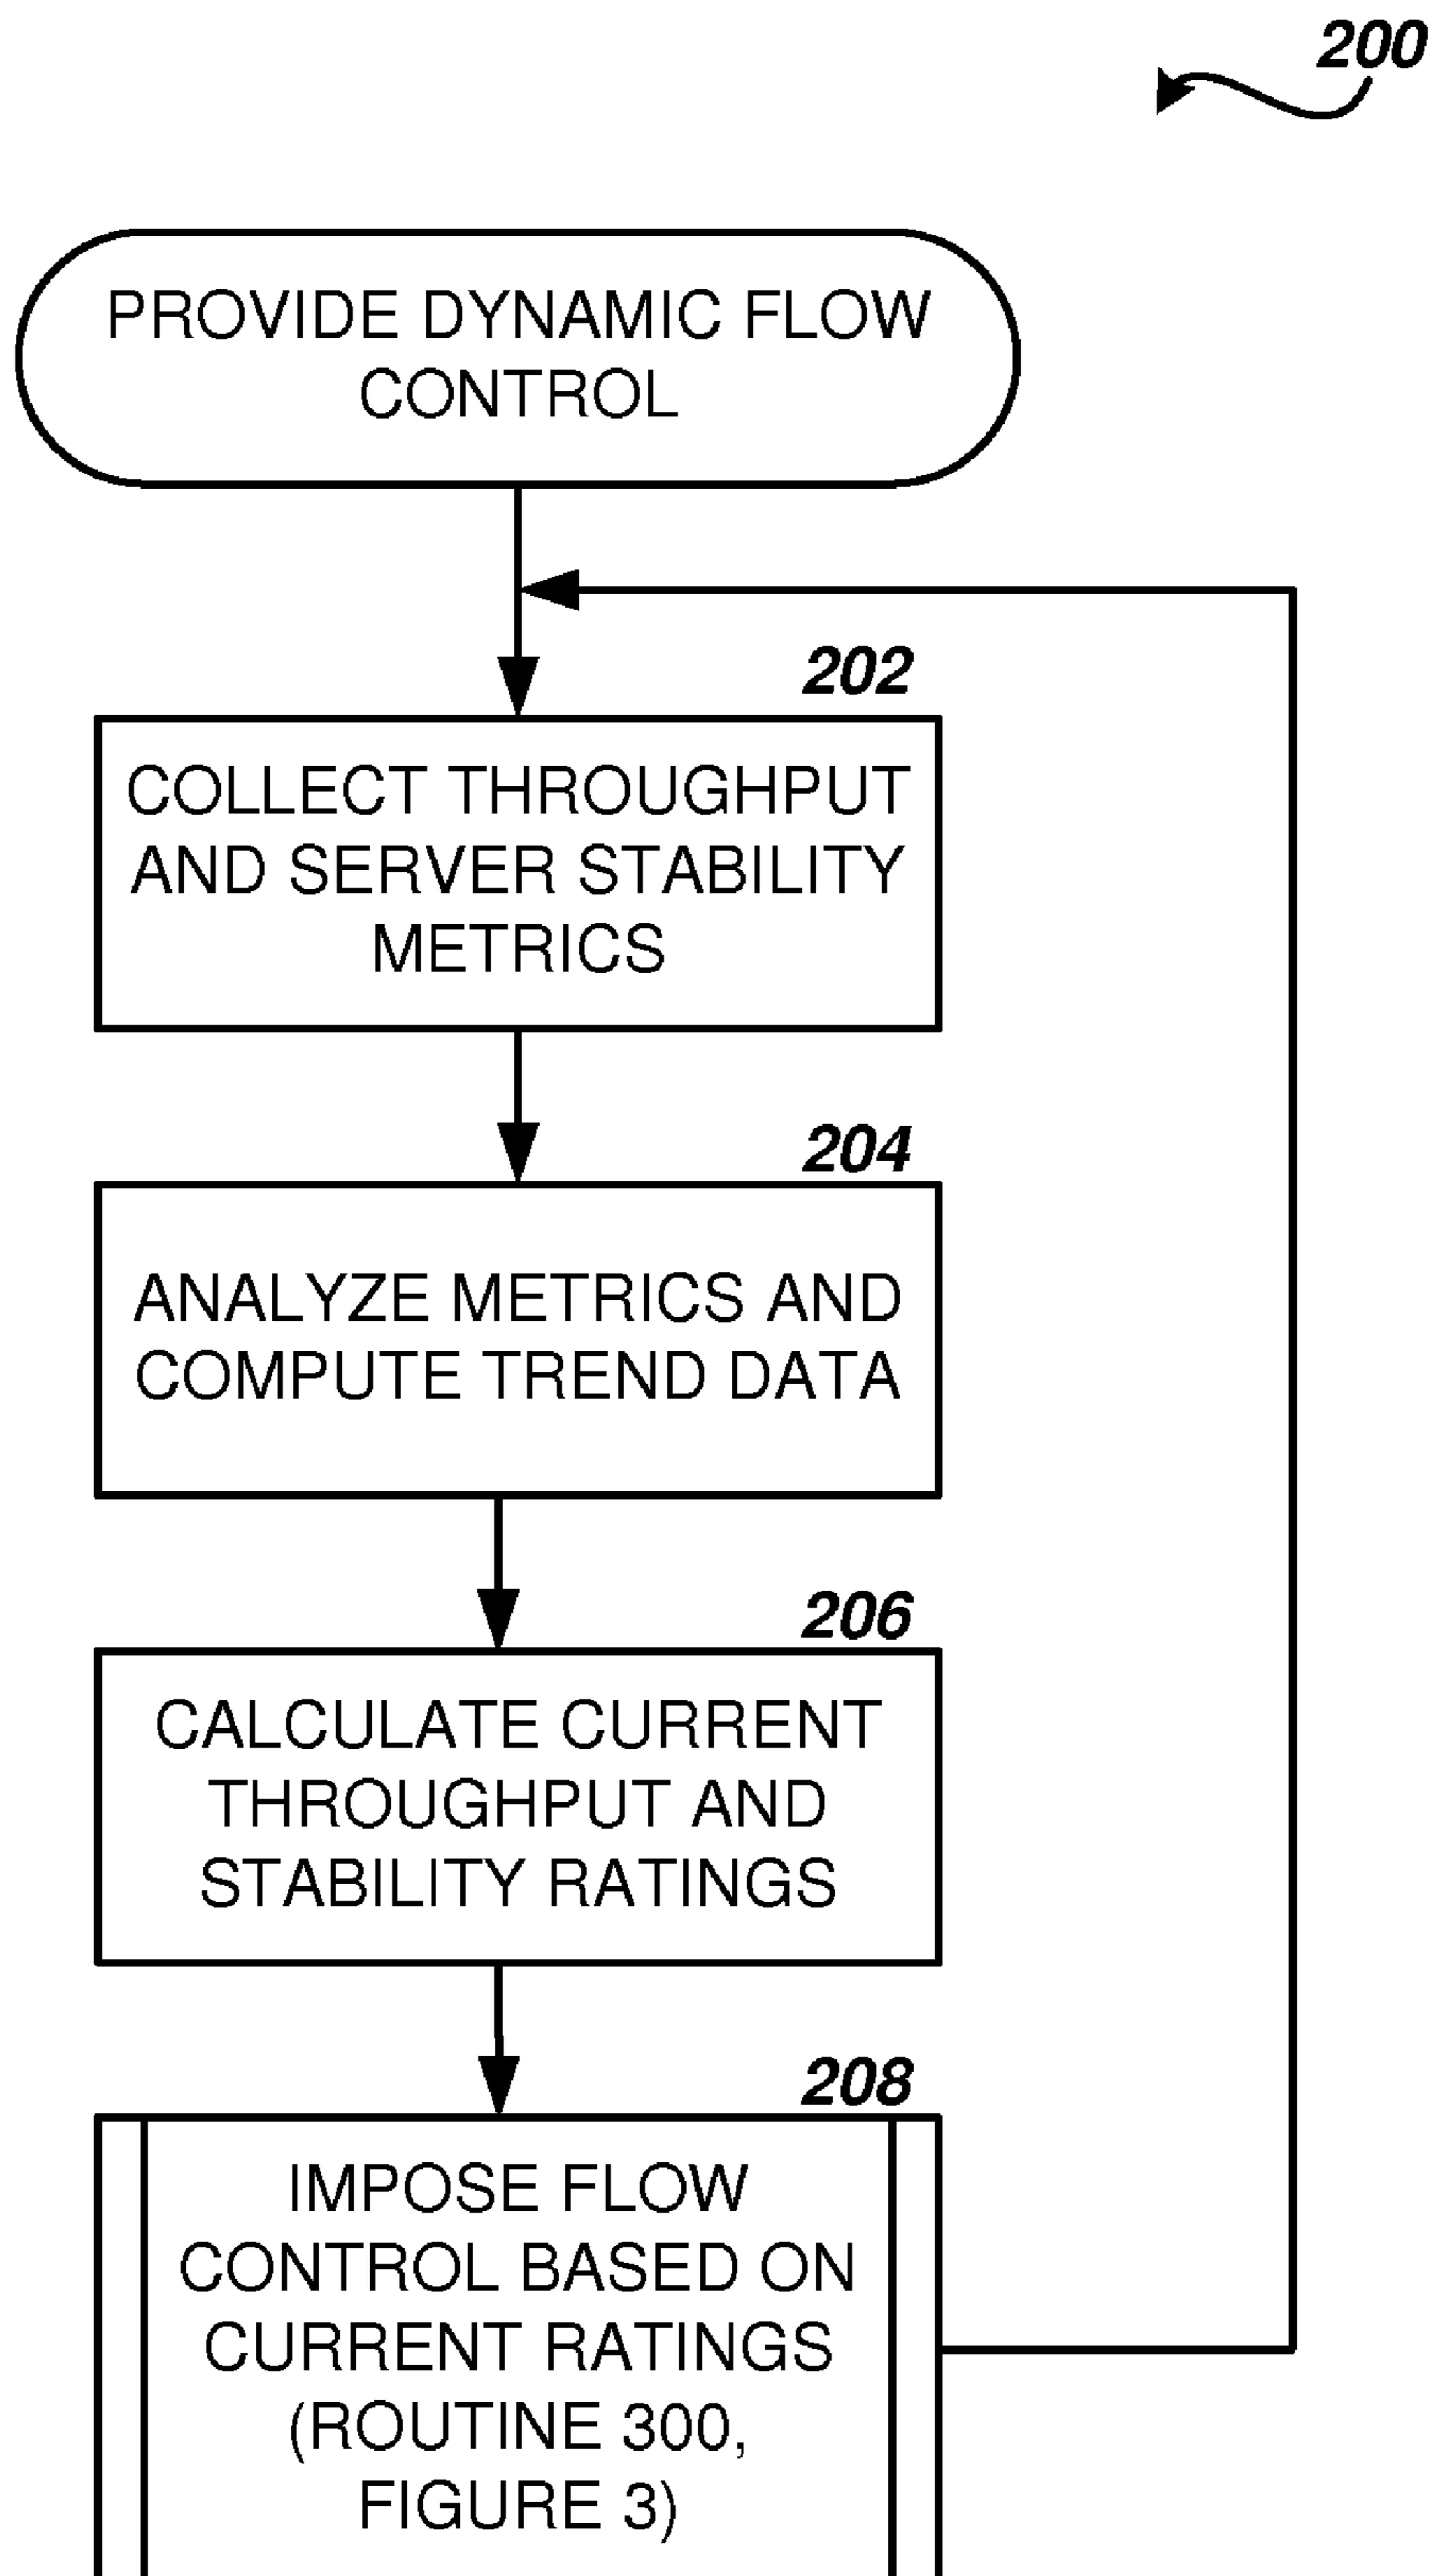 200
PROVIDE DYNAMIC FLOW
CONTROL
202
COLLECT THROUGHPUT
AND SERVER STABILITY
METRICS
204
ANALYZE METRICS AND
COMPUTE TREND DATA
206
CALCULATE CURRENT
THROUGHPUT AND
STABILITY RATINGS
208
IMPOSE FLOW
CONTROL BASED ON
CURRENT RATINGS
(ROUTINE 300,
FIGURE 3)